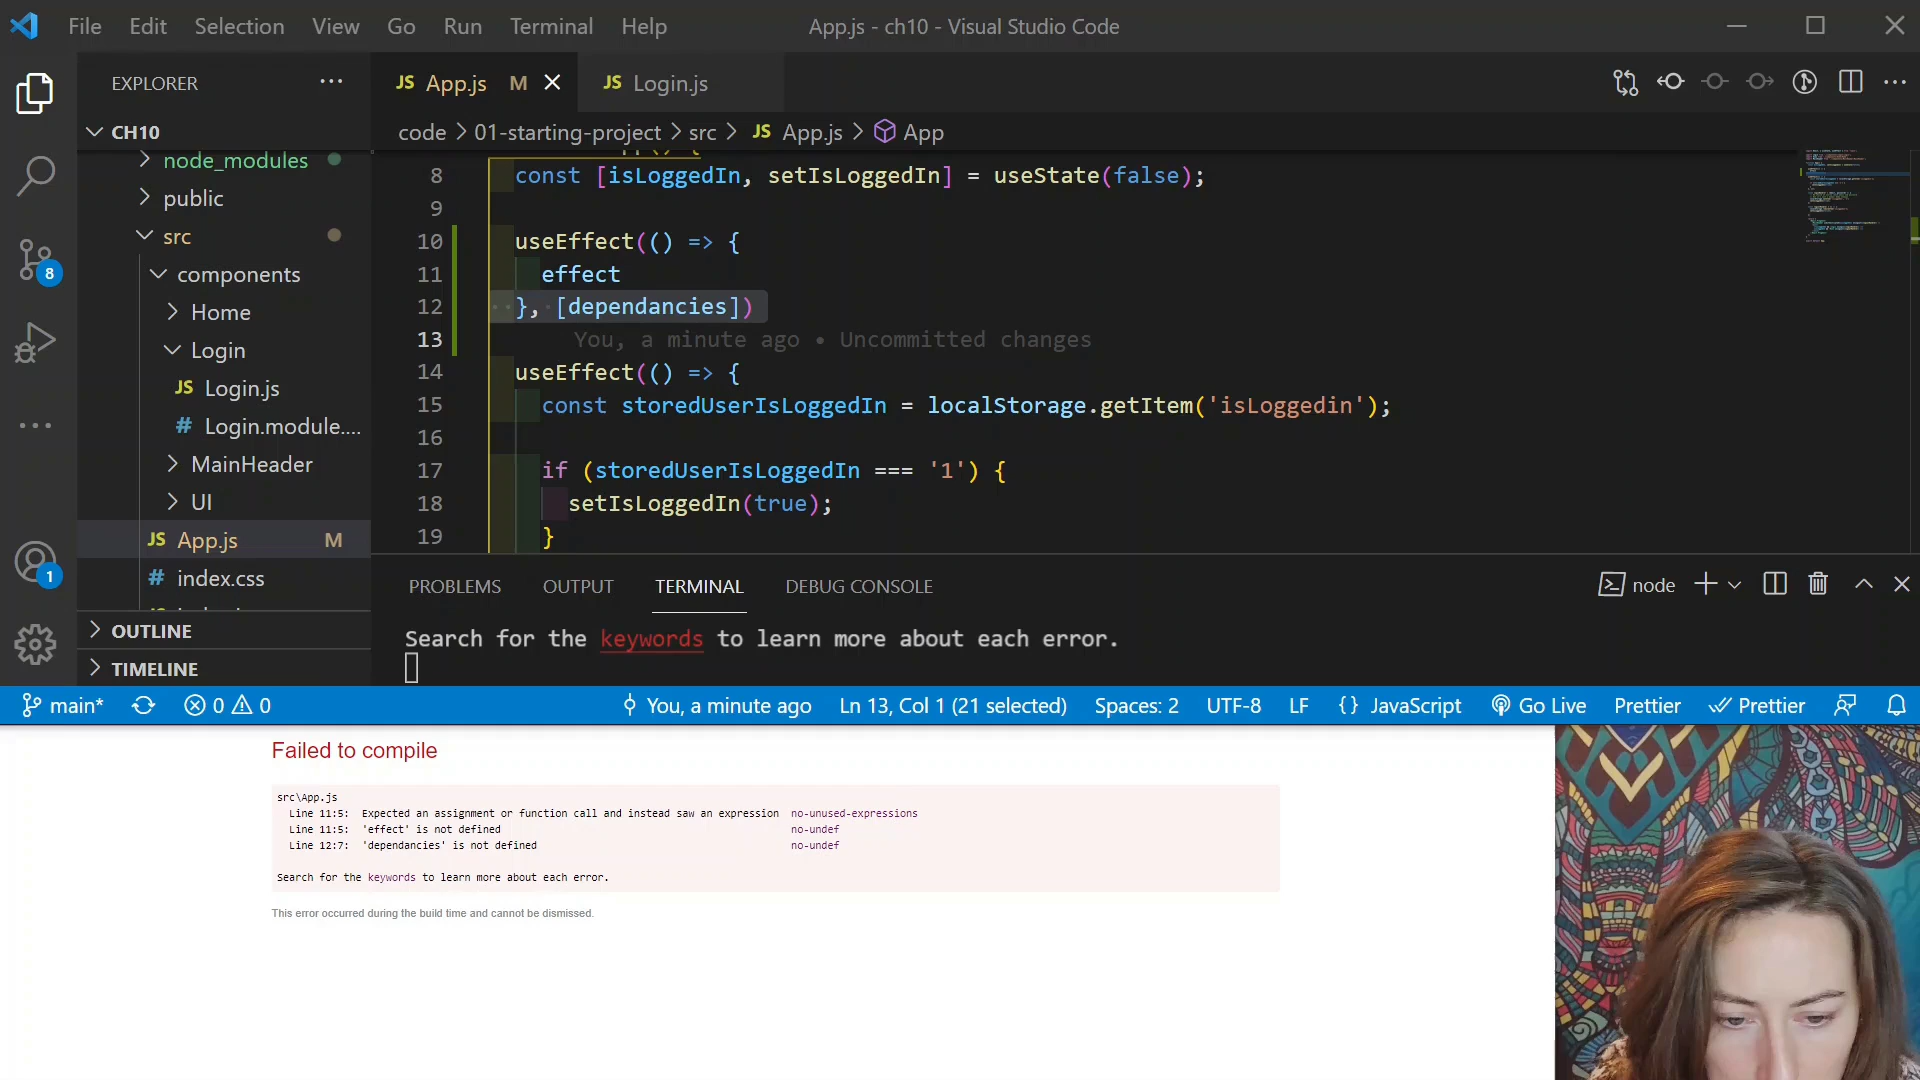 File Edit Selection View Go Run Terminal Help App.js - ch10 - Visual Studio Code
EXPLORER ···
JS App.js M
JS Login.js
CH10
code > 01-starting-project > src > JS App.js > App
node_modules
public
src
components
Home
Login
JS Login.js
# Login.module....
MainHeader
UI
JS App.js M
# index.css
OUTLINE
TIMELINE
8
1
8 const [isLoggedIn, setIsLoggedIn] = useState(false);
9
10 useEffect(() => {
11 effect
12 }, [dependancies])
13 You, a minute ago • Uncommitted changes
14 useEffect(() => {
15 const storedUserIsLoggedIn = localStorage.getItem('isLoggedin');
16
17 if (storedUserIsLoggedIn === '1') {
18 setIsLoggedIn(true);
19 }
PROBLEMS OUTPUT TERMINAL DEBUG CONSOLE node
Search for the keywords to learn more about each error.
main* 0 0 You, a minute ago Ln 13, Col 1 (21 selected) Spaces: 2 UTF-8 LF {} JavaScript Go Live Prettier Prettier
Failed to compile
src\App.js
Line 11:5: Expected an assignment or function call and instead saw an expression no-unused-expressions
Line 11:5: 'effect' is not defined no-undef
Line 12:7: 'dependancies' is not defined no-undef
Search for the keywords to learn more about each error.
This error occurred during the build time and cannot be dismissed.